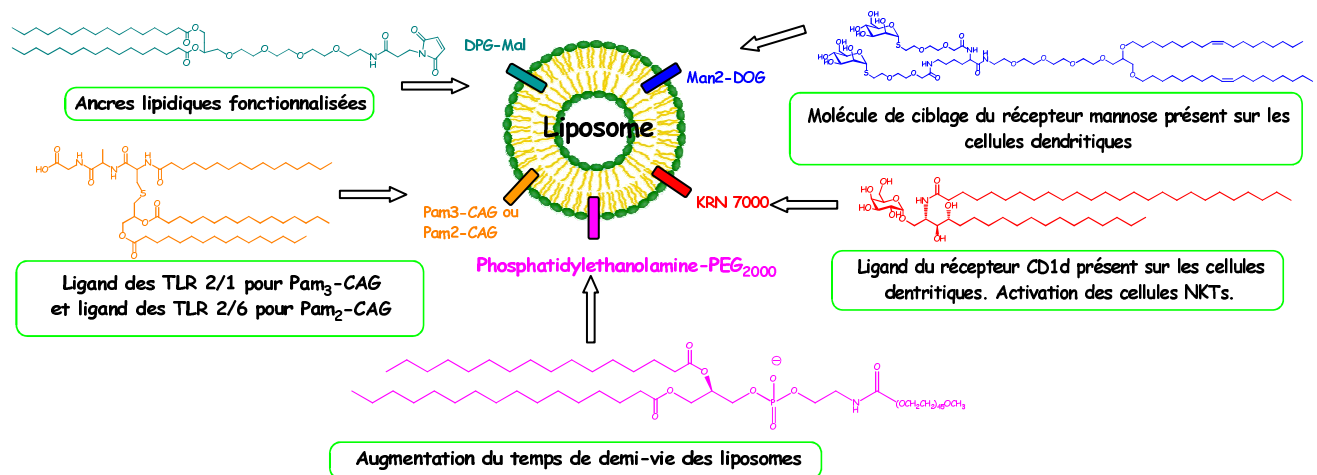 DPG-Mal
Ancres lipidiques fonctionnalisées
Liposome
Man2-DOG
Molécule de ciblage du récepteur mannose présent sur les
cellules dendritiques
Pam3-CAG ou
Pam2-CAG
KRN 7000
Ligand des TLR 2/1 pour Pam₃-CAG
et ligand des TLR 2/6 pour Pam₂-CAG
Phosphatidylethanolamine-PEG₂₀₀₀
Ligand du récepteur CD1d présent sur les cellules
dentritiques. Activation des cellules NKTs.
(OCH₂CH₂)₄₅OCH₃
Augmentation du temps de demi-vie des liposomes